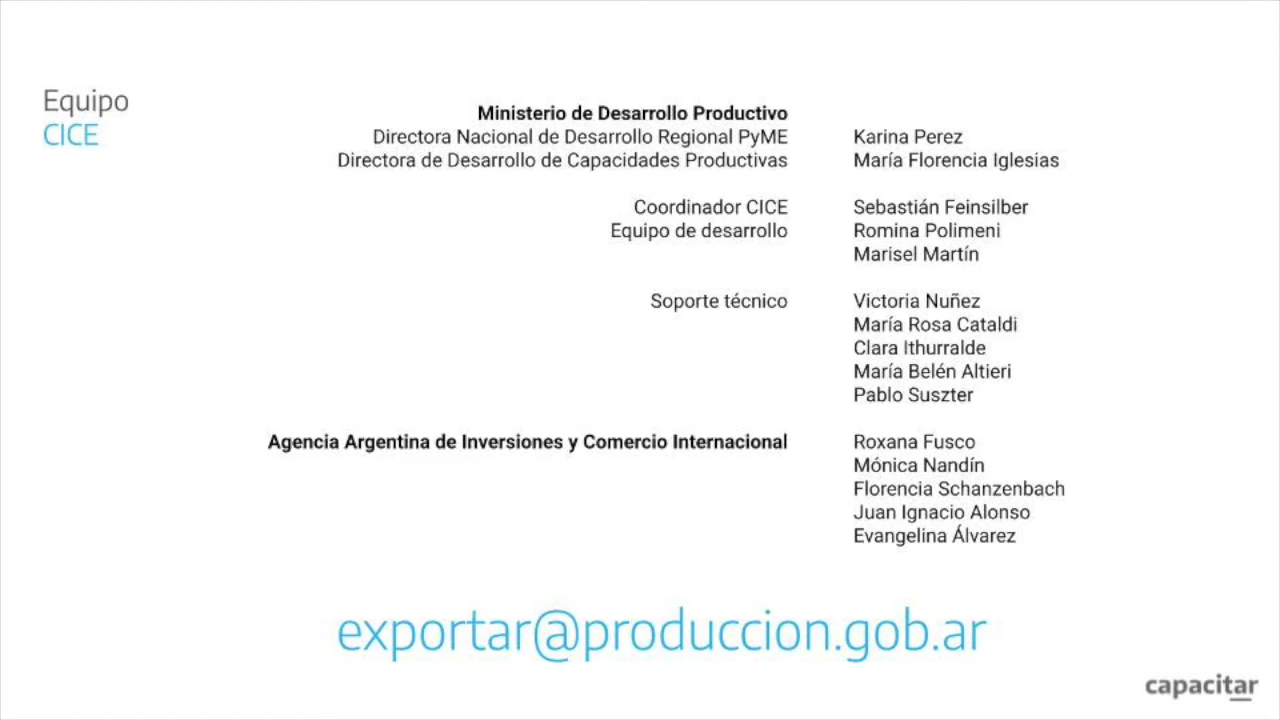 Equipo
CICE
Ministerio de Desarrollo Productivo
Directora Nacional de Desarrollo Regional PyME Karina Perez
Directora de Desarrollo de Capacidades Productivas María Florencia Iglesias
Coordinador CICE Sebastián Feinsilber
Equipo de desarrollo Romina Polimeni
Marisel Martín
Soporte técnico Victoria Nuñez
María Rosa Cataldi
Clara Ithurralde
María Belén Altieri
Pablo Suszter
Agencia Argentina de Inversiones y Comercio Internacional Roxana Fusco
Mónica Nandín
Florencia Schanzenbach
Juan Ignacio Alonso
Evangelina Álvarez
exportar@produccion.gob.ar
capacitar